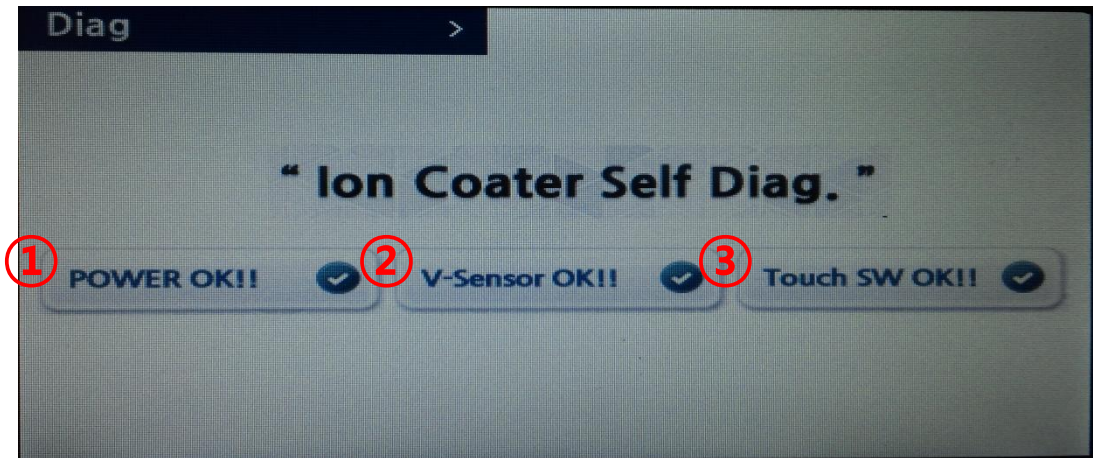 Diag >
“ Ion Coater Self Diag. ”
① POWER OK!! ② V-Sensor OK!! ③ Touch SW OK!!